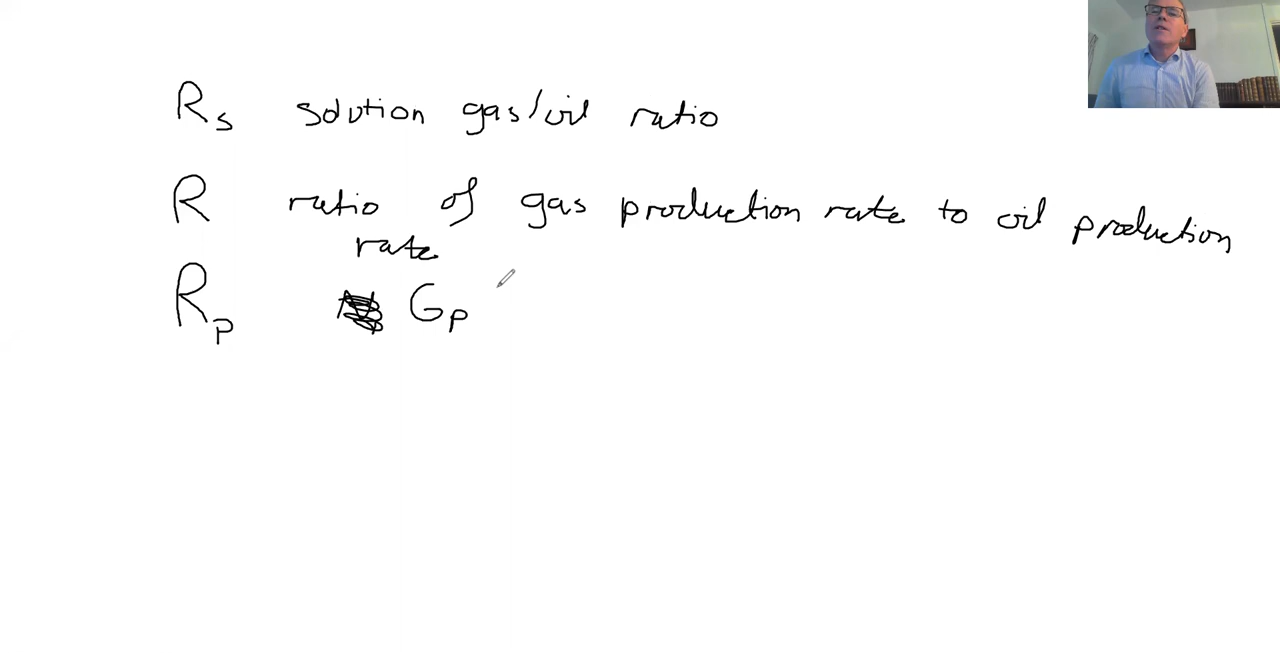 Rs solution gas/oil ratio
R ratio of gas production rate to oil production
rate
Rp Gp